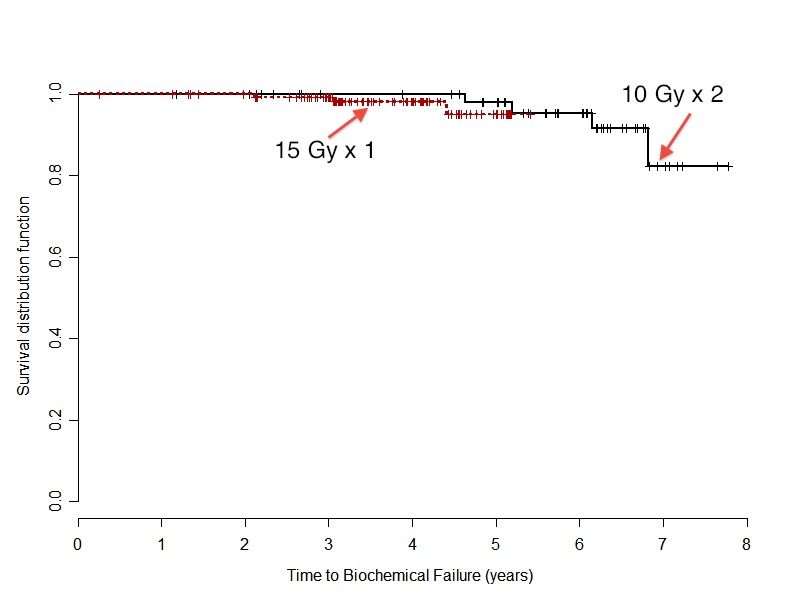 10 Gy x 2
15 Gy x 1
Survival distribution function
1.0
0.8
0.6
0.4
0.2
0.0
0 1 2 3 4 5 6 7 8
Time to Biochemical Failure (years)